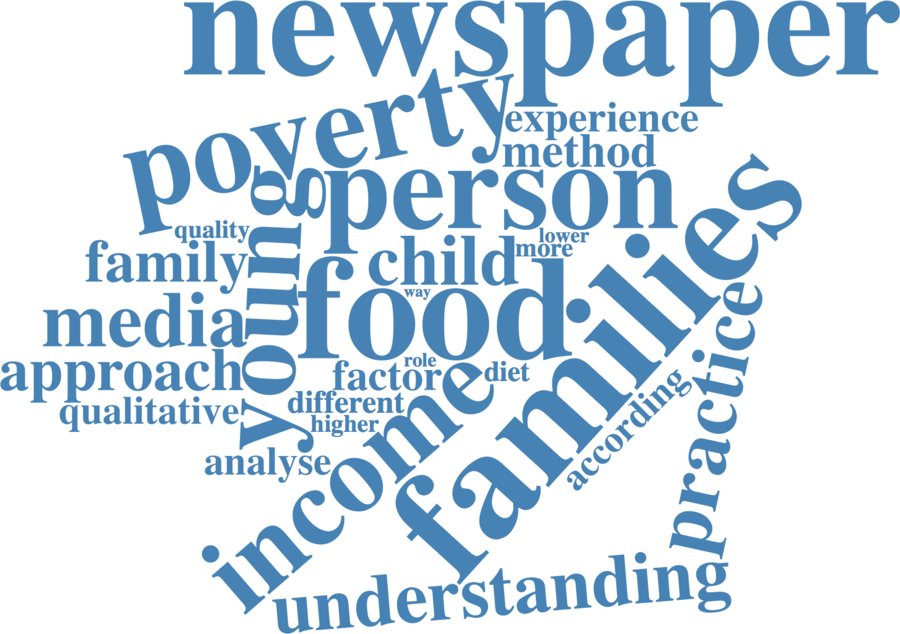 newspaper
poverty
experience
method
person
young
quality
lower
more
family
child
families
way
food
media
practice
approach
role
factor
diet
income
according
different
qualitative
higher
analyse
understanding